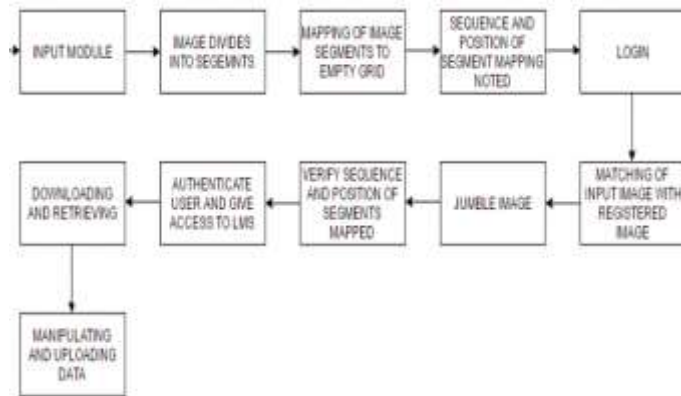 INPUT MODULE
IMAGE DIVIDES
INTO SEGEMNTS
MAPPING OF IMAGE
SEGMENTS TO
EMPTY GRID
SEQUENCE AND
POSITION OF
SEGMENT MAPPING
NOTED
LOGIN
MATCHING OF
INPUT IMAGE WITH
REGISTERED
IMAGE
JUMBLE IMAGE
VERIFY SEQUENCE
AND POSITION OF
SEGMENTS
MAPPED
AUTHENTICATE
USER AND GIVE
ACCESS TO LMS
DOWNLOADING
AND RETRIEVING
MANIPULATING
AND UPLOADING
DATA